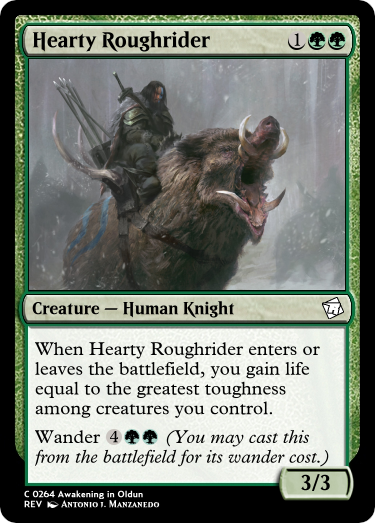 Hearty Roughrider 1
Creature — Human Knight
When Hearty Roughrider enters or
leaves the battlefield, you gain life
equal to the greatest toughness
among creatures you control.
Wander 4 (You may cast this
from the battlefield for its wander cost.)
3/3
C 0264 Awakening in Oldun
REV Antonio J. Manzanedo